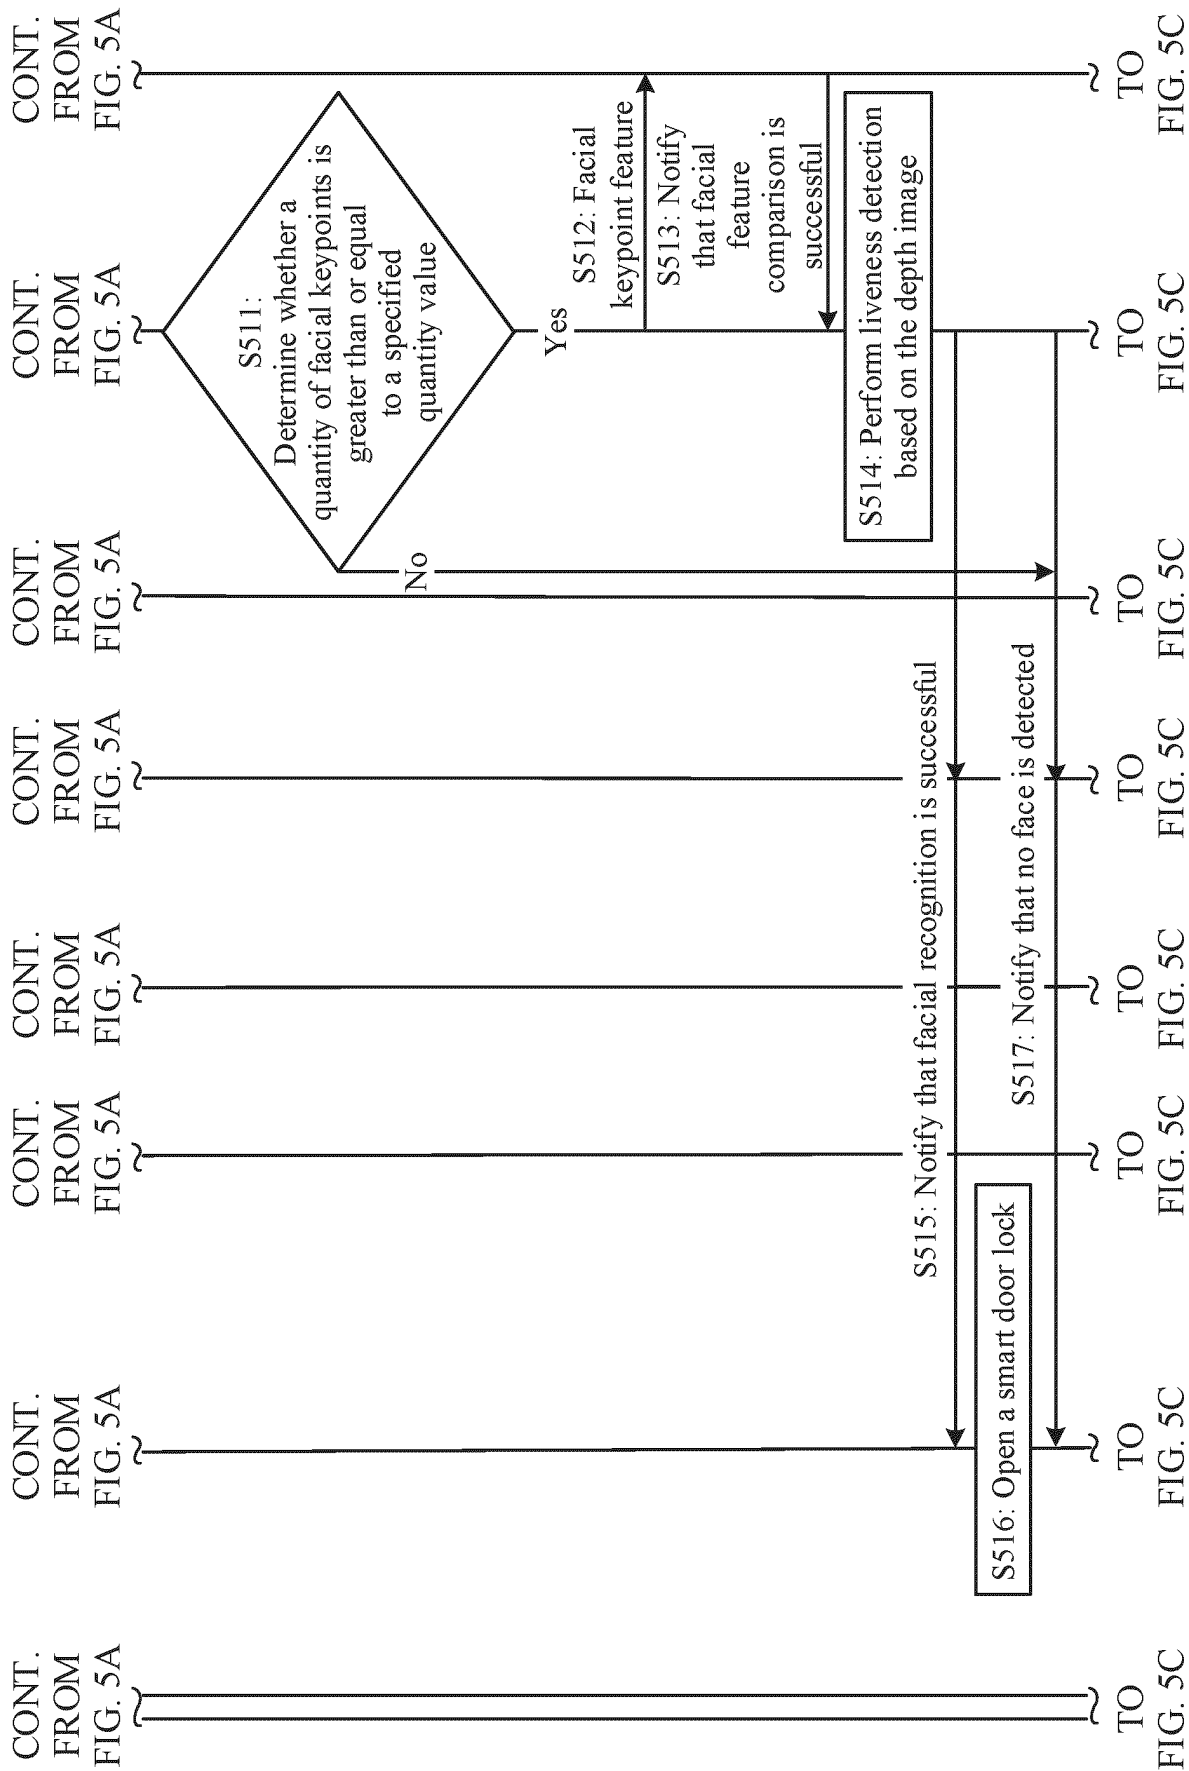 CONT.
FROM
FIG. 5A
CONT.
FROM
FIG. 5A
CONT.
FROM
FIG. 5A
CONT.
FROM
FIG. 5A
CONT.
FROM
FIG. 5A
CONT.
FROM
FIG. 5A
CONT.
FROM
FIG. 5A
CONT.
FROM
FIG. 5A
S511:
Determine whether a
quantity of facial keypoints is
greater than or equal
to a specified
quantity value
No
Yes
S512: Facial
keypoint feature
S513: Notify
that facial
feature
comparison is
successful
S514: Perform liveness detection
based on the depth image
S515: Notify that facial recognition is successful
S516: Open a smart door lock
S517: Notify that no face is detected
TO
FIG. 5C
TO
FIG. 5C
TO
FIG. 5C
TO
FIG. 5C
TO
FIG. 5C
TO
FIG. 5C
TO
FIG. 5C
TO
FIG. 5C